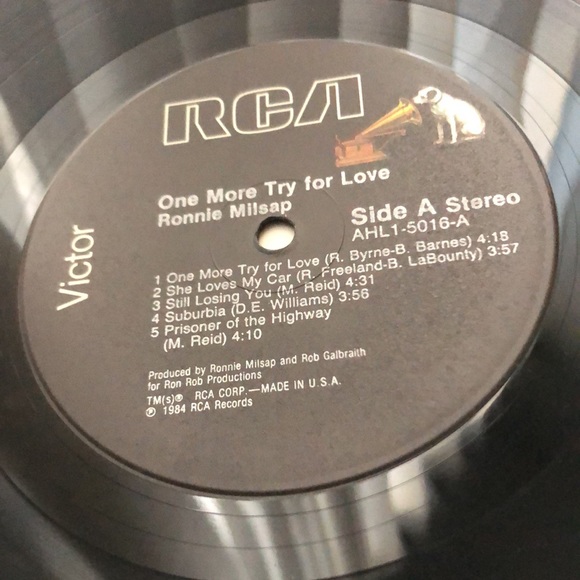 RCA
Victor
One More Try for Love
Ronnie Milsap
Side A Stereo
AHL1-5016-A
1 One More Try for Love (R. Byrne-B. Barnes) 4:18
2 She Loves My Car (R. Freeland-B. LaBounty) 3:57
3 Still Losing You (M. Reid) 4:31
4 Suburbia (D.E. Williams) 3:56
5 Prisoner of the Highway
(M. Reid) 4:10
Produced by Ronnie Milsap and Rob Galbraith
for Ron Rob Productions
TM(s)® RCA CORP.—MADE IN U.S.A.
℗ 1984 RCA Records